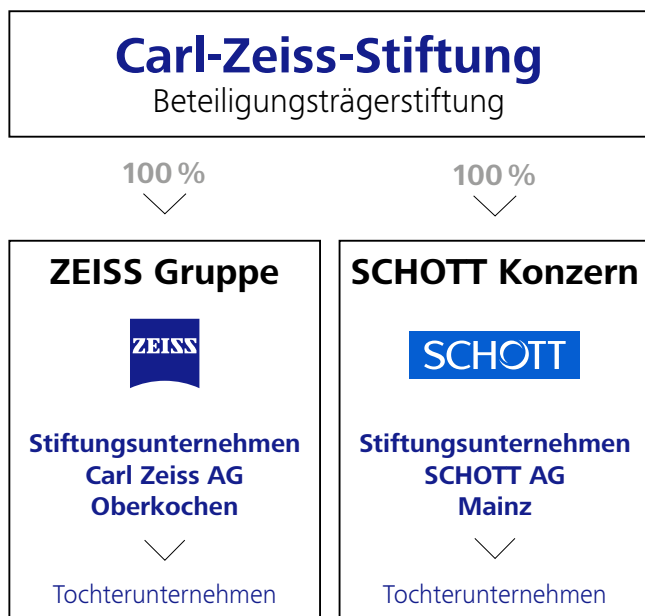 Carl-Zeiss-Stiftung
Beteiligungsträgerstiftung
100 %
100 %
ZEISS Gruppe
ZEISS
Stiftungsunternehmen
Carl Zeiss AG
Oberkochen
Tochterunternehmen
SCHOTT Konzern
SCHOTT
Stiftungsunternehmen
SCHOTT AG
Mainz
Tochterunternehmen